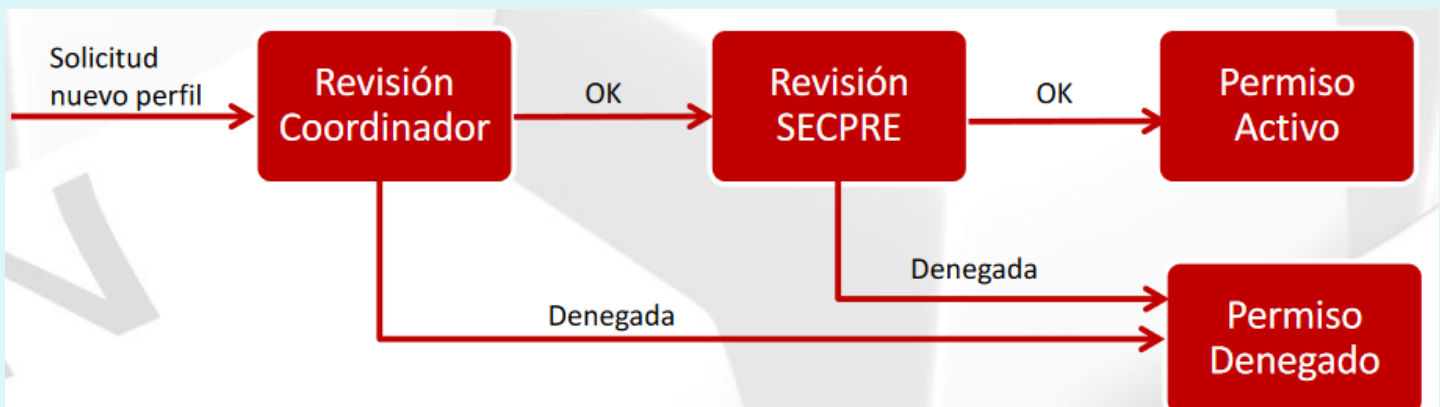 Solicitud
nuevo perfil
Revisión
Coordinador
OK
Revisión
SECPRE
OK
Permiso
Activo
Denegada
Denegada
Permiso
Denegado